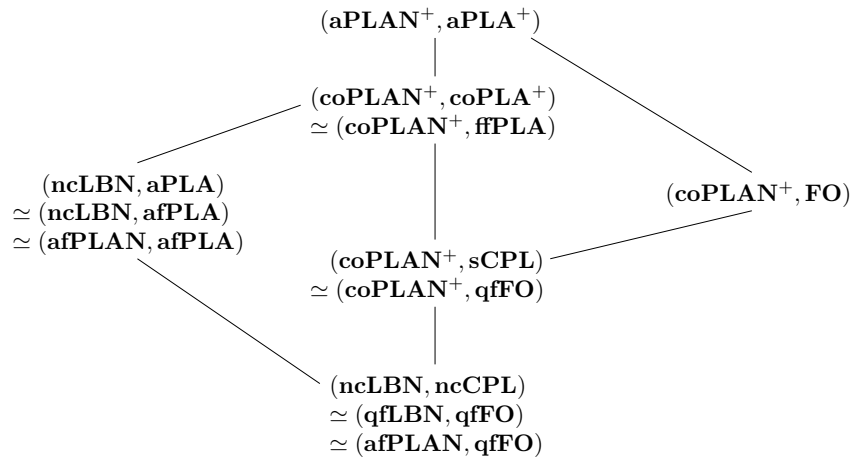 (aPLAN⁺, aPLA⁺)
(coPLAN⁺, coPLA⁺)
≃ (coPLAN⁺, ffPLA)
(ncLBN, aPLA)
≃ (ncLBN, afPLA)
≃ (afPLAN, afPLA)
(coPLAN⁺, FO)
(coPLAN⁺, sCPL)
≃ (coPLAN⁺, qfFO)
(ncLBN, ncCPL)
≃ (qfLBN, qfFO)
≃ (afPLAN, qfFO)